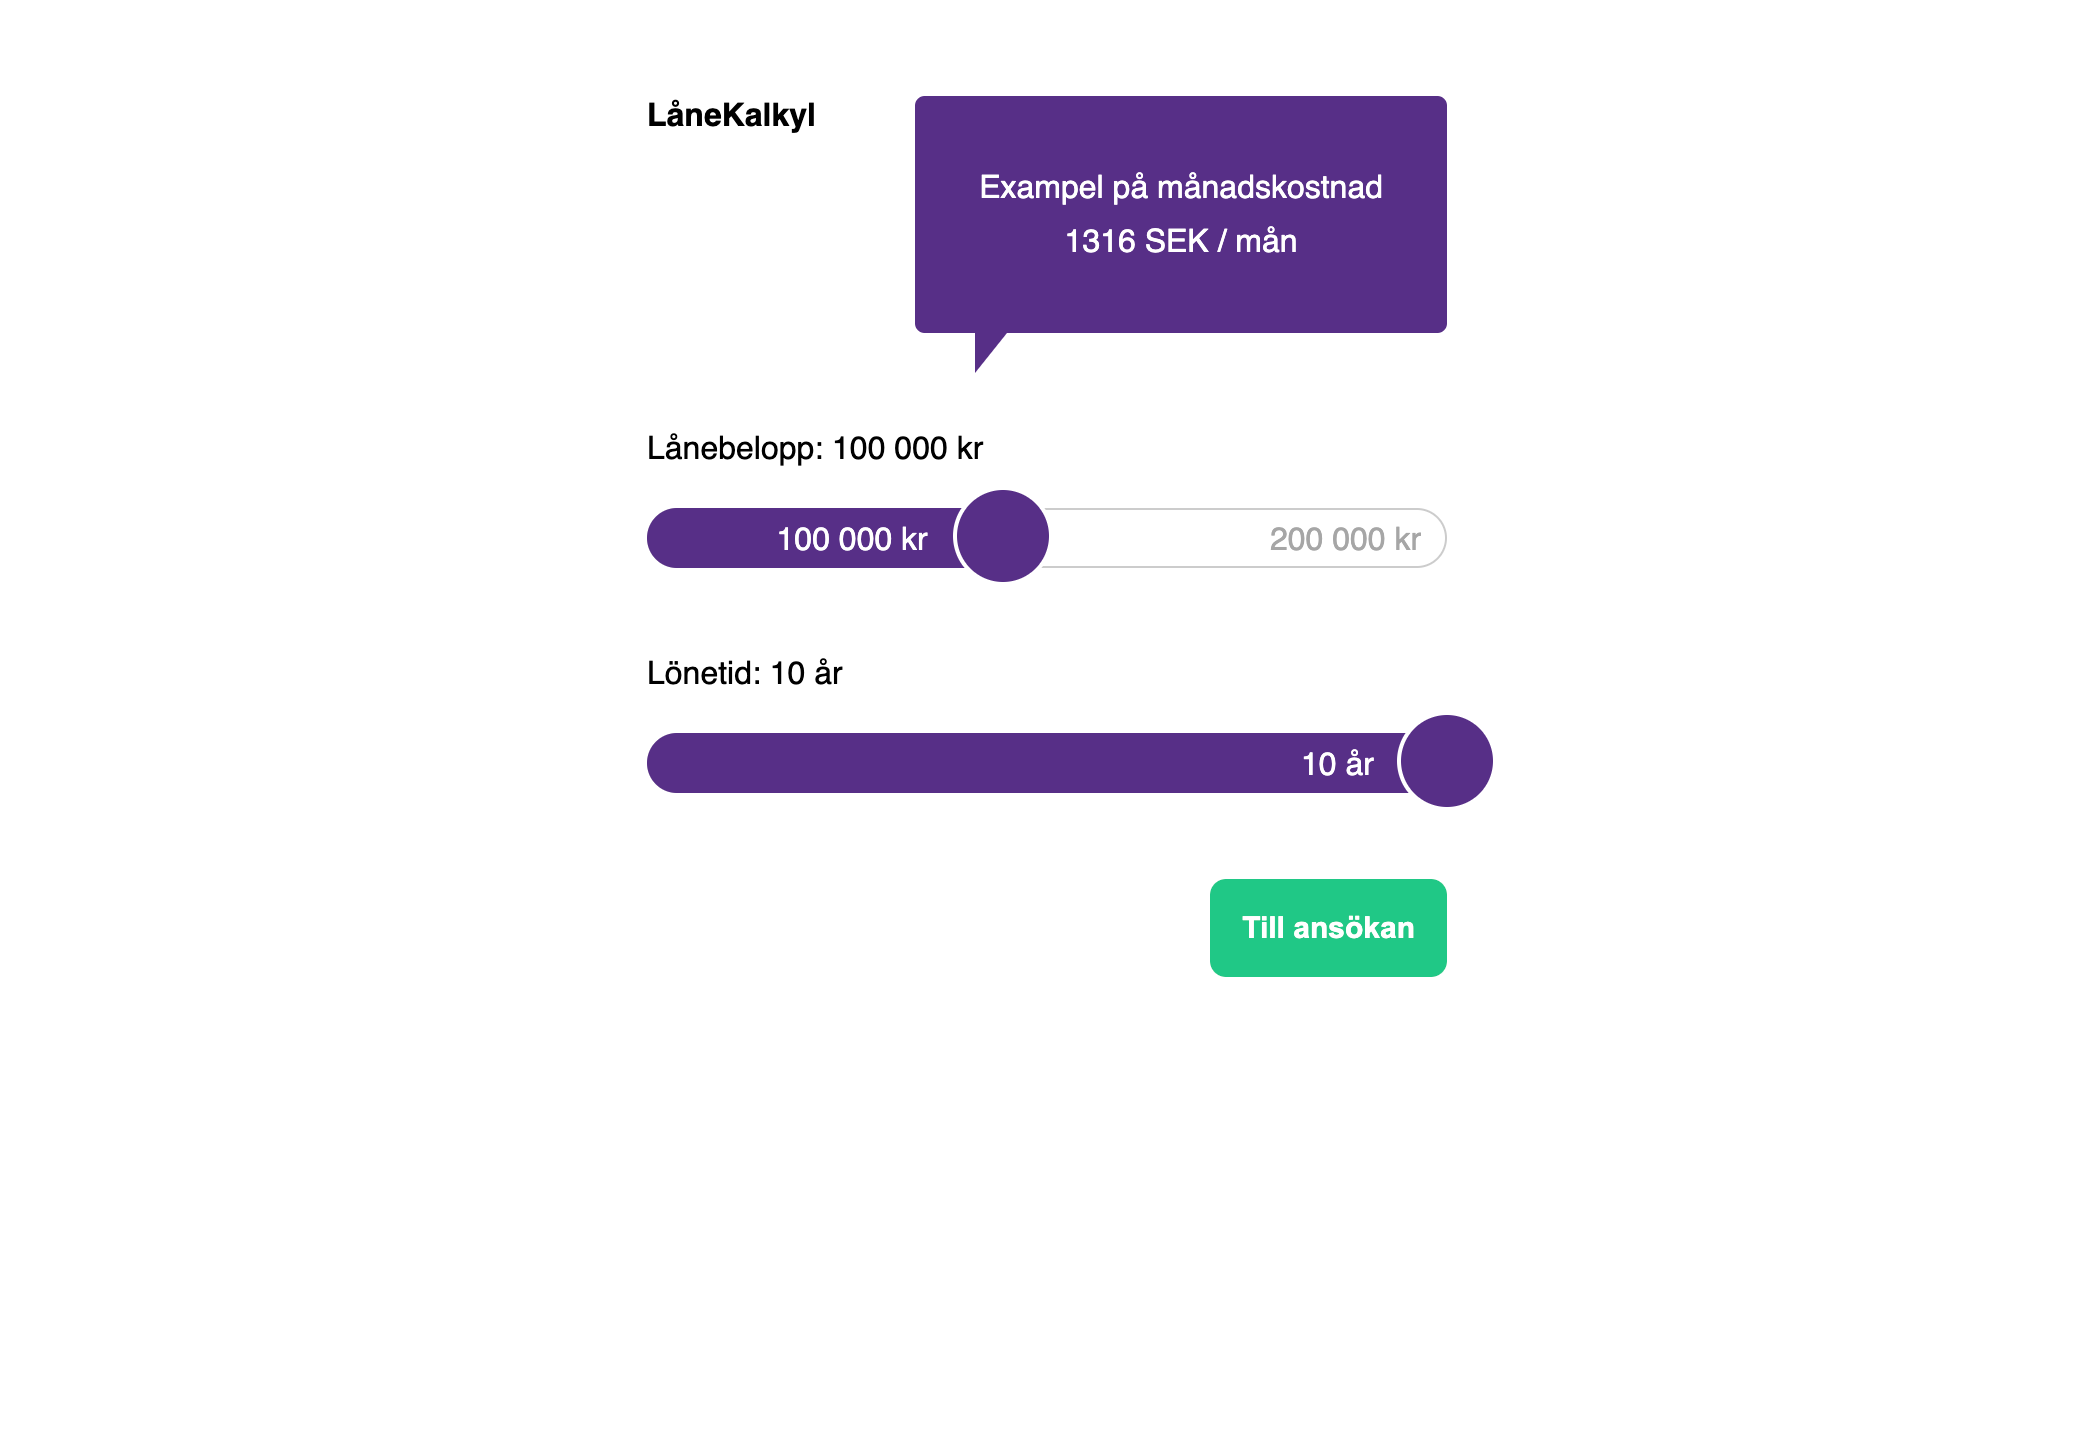 LåneKalkyl
Exampel på månadskostnad
1316 SEK / mån
Lånebelopp: 100 000 kr
100 000 kr
200 000 kr
Lönetid: 10 år
10 år
Till ansökan